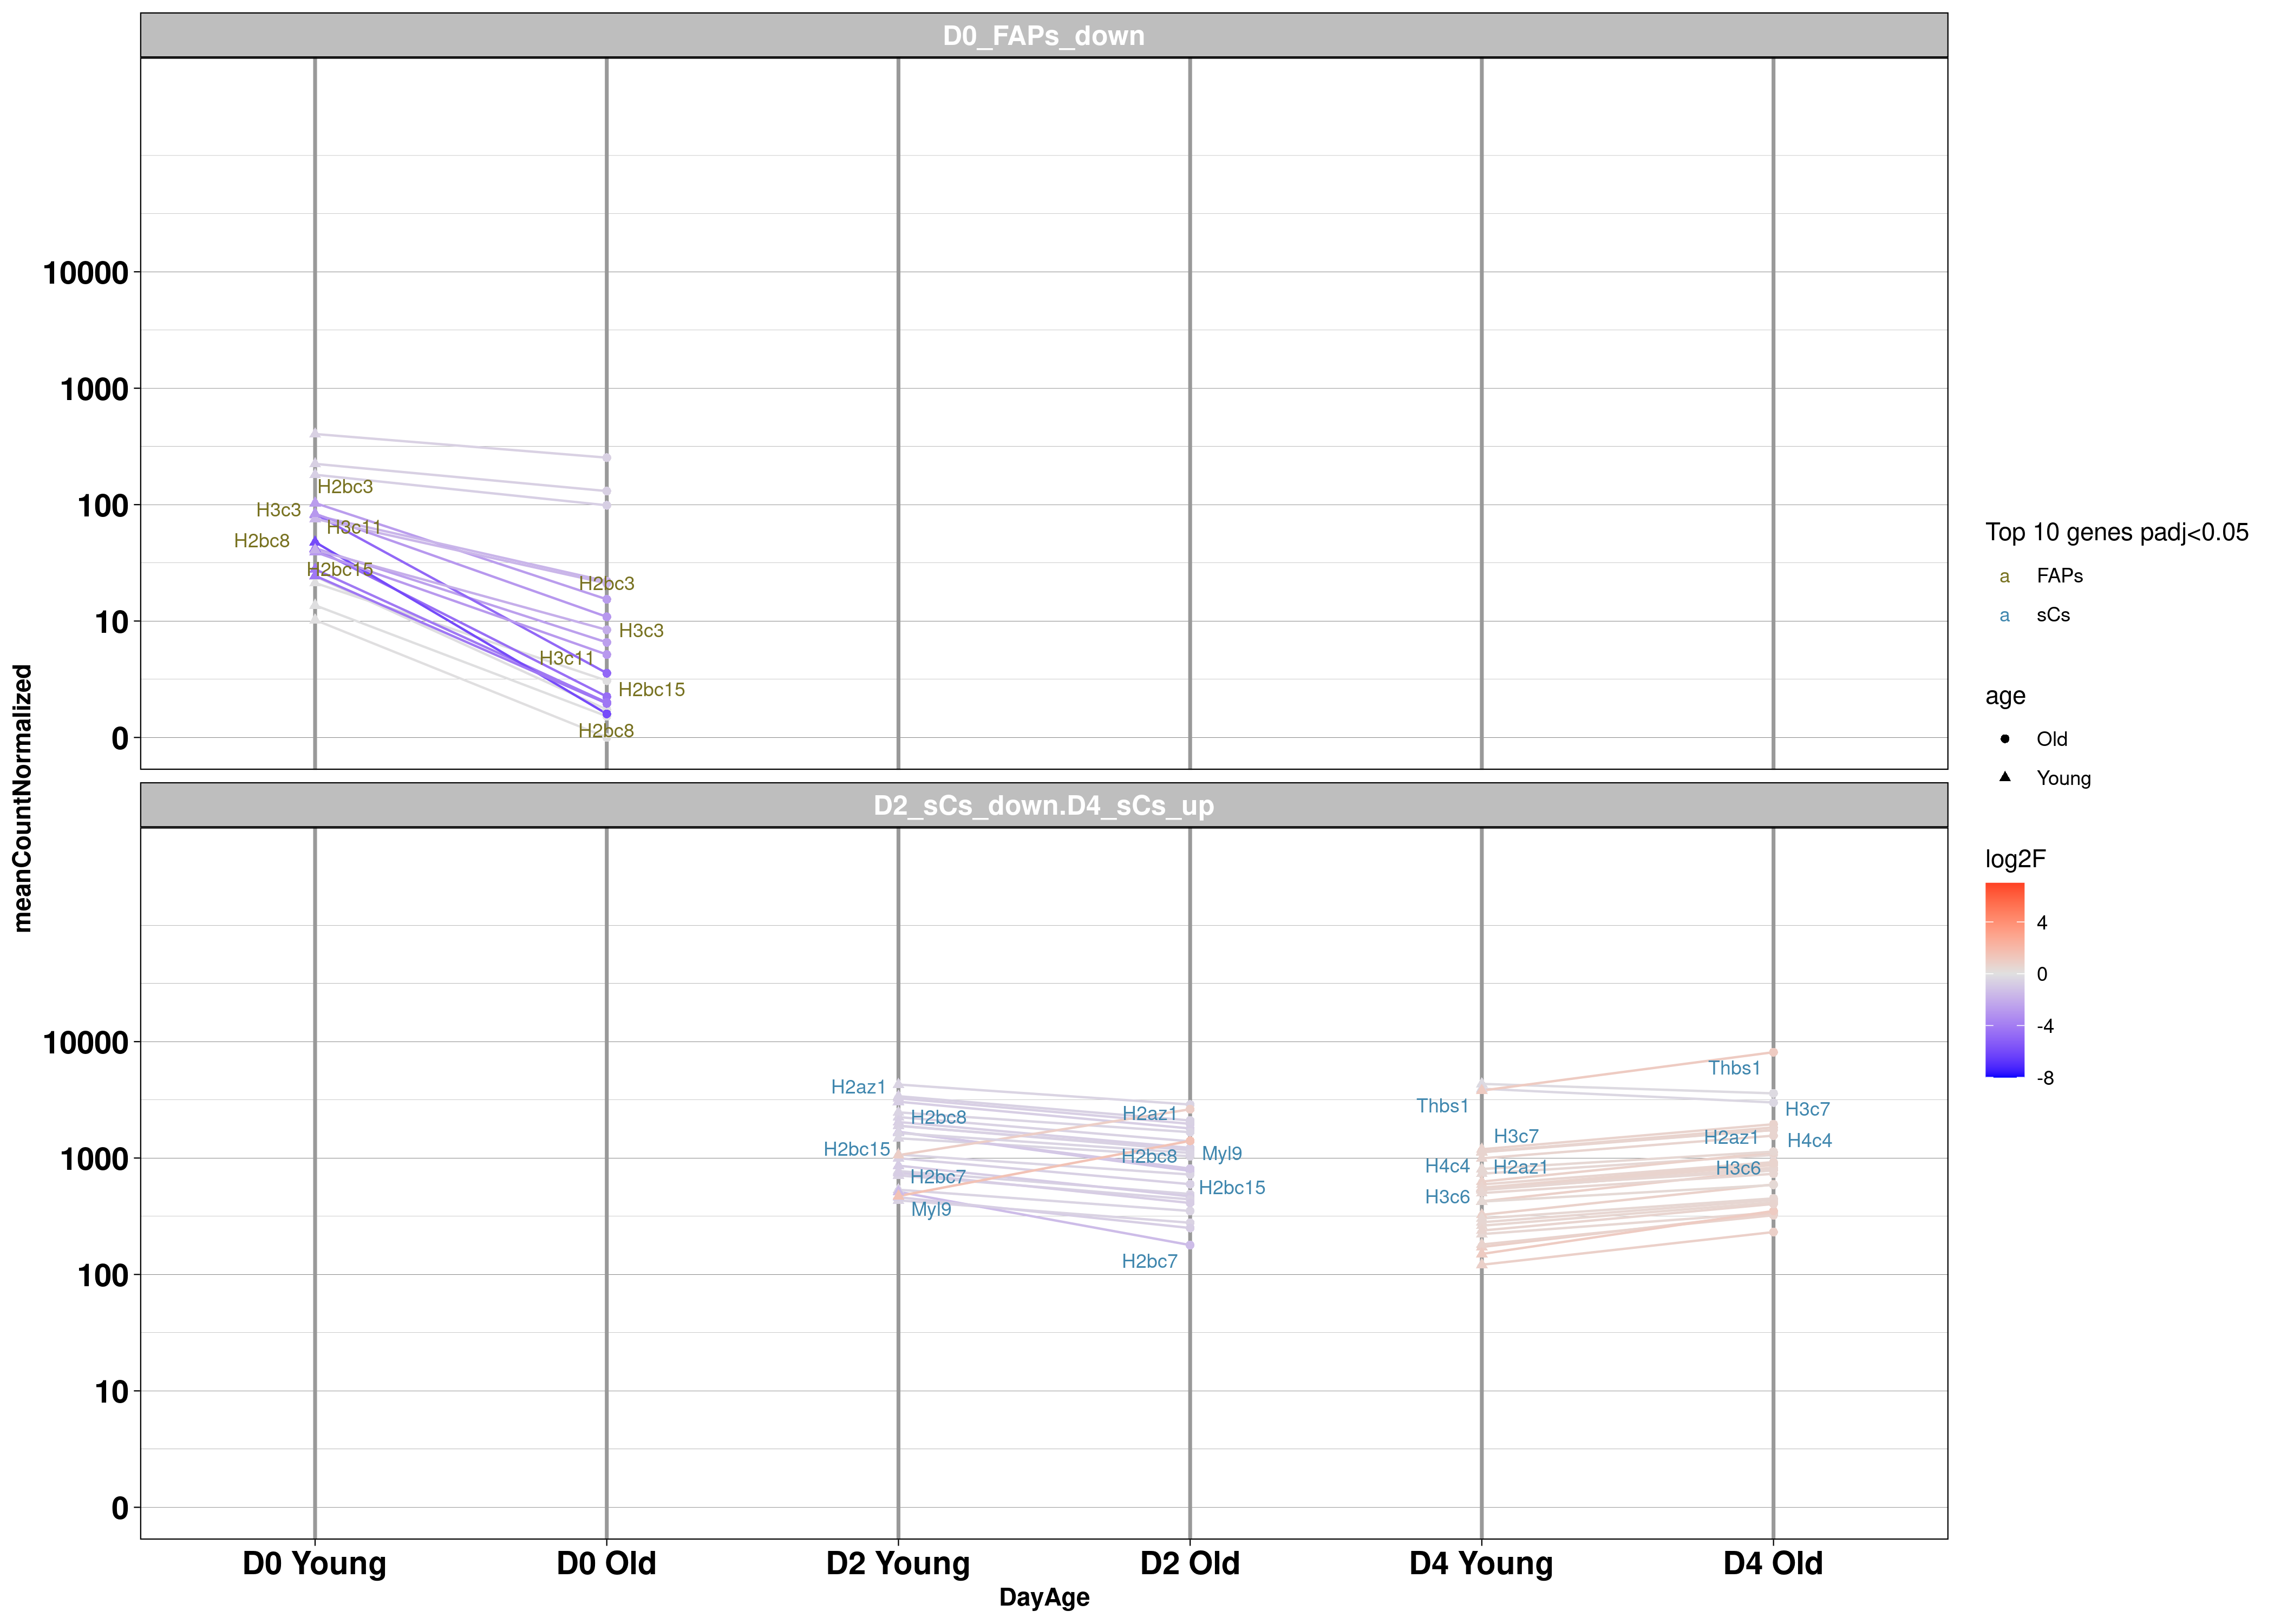 D0_FAPs_down
10000
1000
100
10
0
H2bc3
H3c3
H3c11
H2bc8
H2bc15
H2bc3
H3c3
H3c11
H2bc15
H2bc8
meanCountNormalized
D2_sCs_down.D4_sCs_up
10000
1000
100
10
0
H2az1
H2bc8
H2bc15
H2bc7
Myl9
H2az1
Myl9
H2bc8
H2bc15
H2bc7
Thbs1
H3c7
H4c4
H2az1
H3c6
Thbs1
H3c7
H2az1
H4c4
H3c6
D0 Young
D0 Old
D2 Young
D2 Old
D4 Young
D4 Old
DayAge
Top 10 genes padj<0.05
a FAPs
a sCs
age
Old
Young
log2F
4
0
-4
-8